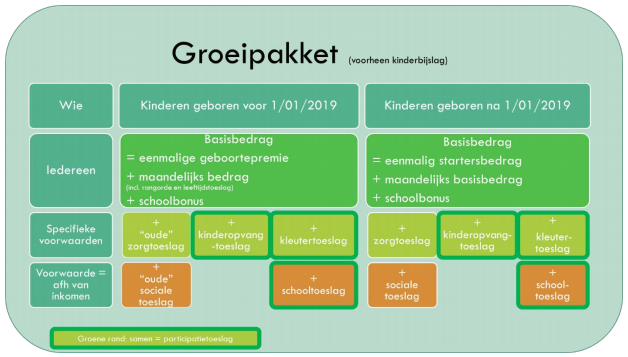 Groeipakket (voorheen kinderbijslag)
Wie
Kinderen geboren voor 1/01/2019
Kinderen geboren na 1/01/2019
Iedereen
Basisbedrag
= eenmalige geboortepremie
+ maandelijks bedrag
(incl. rangorde en leeftijdstoeslag)
+ schoolbonus
Basisbedrag
= eenmalig startersbedrag
+ maandelijks basisbedrag
+ schoolbonus
Specifieke
voorwaarden
+
“oude”
zorgtoeslag
+
kinderopvang
-toeslag
+
kleutertoeslag
+
zorgtoeslag
+
kinderopvang-
toeslag
+
kleuter-
toeslag
Voorwaarde =
afh van
inkomen
+
“oude”
sociale
toeslag
+
schooltoeslag
+
sociale
toeslag
+
school-
toeslag
Groene rand: samen = participatietoeslag